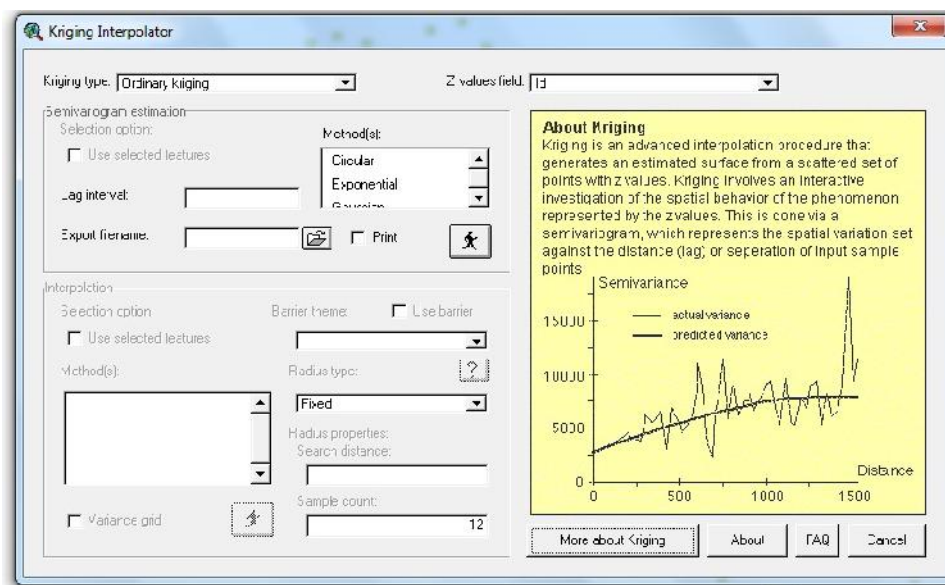 Kriging Interpolator
Kriging type: Ordinary kriging
Z values field: Id
Semivarogram estimation
Selection option:
Use selected features
Method(s):
Circular
Exponential
Gaussian
Lag interval:
Export filename:
Print
Interpolation
Selection option
Use selected features
Barrier theme:
Use barrier
Method(s):
Radius type:
?
Fixed
Radius properties:
Search distance:
Sample count:
12
Variance grid
About Kriging
Kriging is an advanced interpolation procedure that
generates an estimated surface from a scattered set of
points with z values. Kriging involves an interactive
investigation of the spatial behavior of the phenomenon
represented by the z values. This is done via a
semivariogram, which represents the spatial variation set
against the distance (lag) or seperation of input sample
points
Semivariance
actual variance
predicted variance
15000
10000
5000
0
Distance
0 500 1000 1500
More about Kriging
About
FAQ
Cancel